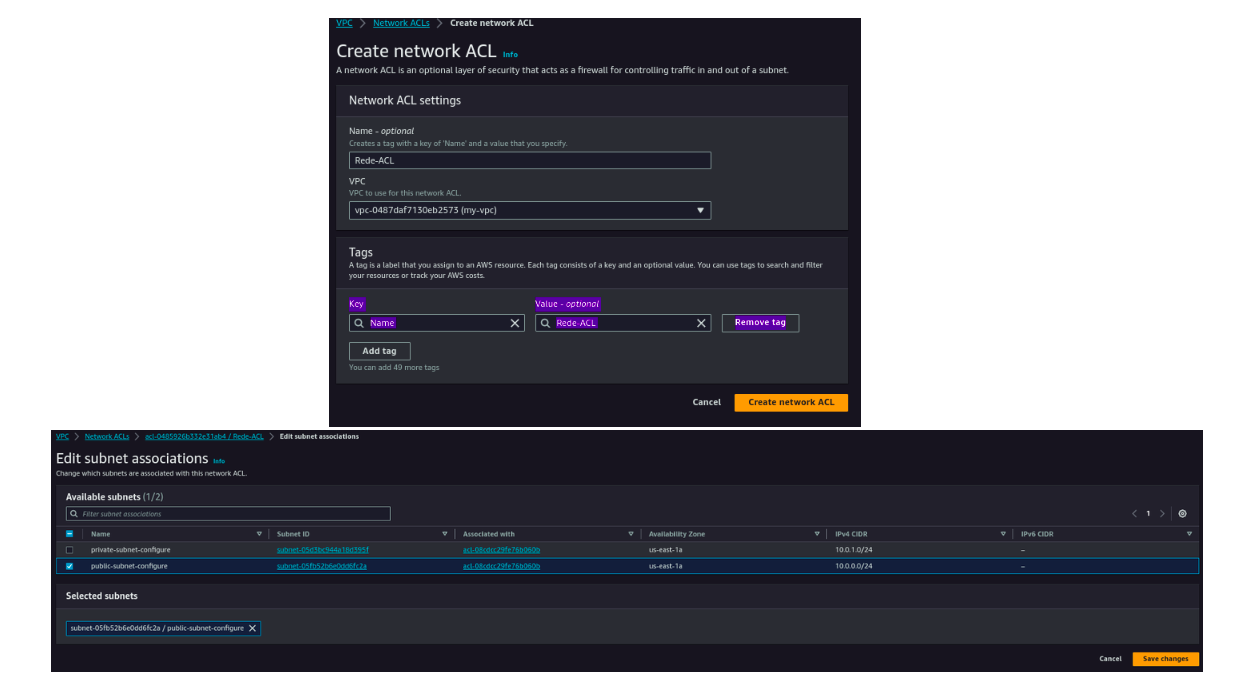 VPC > Network ACLs > Create network ACL
Create network ACL Info
A network ACL is an optional layer of security that acts as a firewall for controlling traffic in and out of a subnet.
Network ACL settings
Name - optional
Creates a tag with a key of 'Name' and a value that you specify.
Rede-ACL
VPC
VPC to use for this network ACL.
vpc-0487daf7130eb2573 (my-vpc)
Tags
A tag is a label that you assign to an AWS resource. Each tag consists of a key and an optional value. You can use tags to search and filter
your resources or track your AWS costs.
Key Value - optional
Name Rede-ACL Remove tag
Add tag
You can add 49 more tags
Cancel Create network ACL
VPC > Network ACLs > acl-0485926b332e31ab4 / Rede-ACL > Edit subnet associations
Edit subnet associations Info
Change which subnets are associated with this network ACL.
Available subnets (1/2)
Filter subnet associations
< 1 >
Name Subnet ID Associated with Availability Zone IPv4 CIDR IPv6 CIDR
private-subnet-configure subnet-05d3bc944a18d395f acl-08cdcc29fe76b060b us-east-1a 10.0.1.0/24 –
public-subnet-configure subnet-05fb52b6e0dd6fc2a acl-08cdcc29fe76b060b us-east-1a 10.0.0.0/24 –
Selected subnets
subnet-05fb52b6e0dd6fc2a / public-subnet-configure X
Cancel Save changes